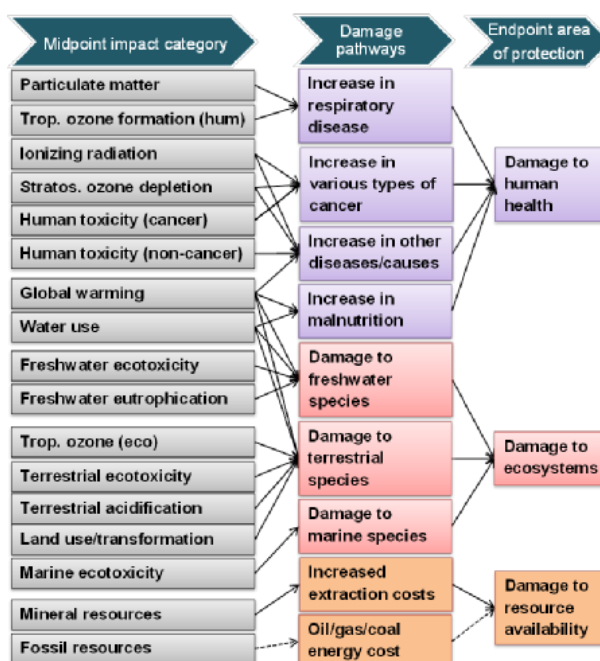 Midpoint impact category
Damage
pathways
Endpoint area
of protection
Particulate matter
Trop. ozone formation (hum)
Ionizing radiation
Stratos. ozone depletion
Human toxicity (cancer)
Human toxicity (non-cancer)
Global warming
Water use
Freshwater ecotoxicity
Freshwater eutrophication
Trop. ozone (eco)
Terrestrial ecotoxicity
Terrestrial acidification
Land use/transformation
Marine ecotoxicity
Mineral resources
Fossil resources
Increase in
respiratory
disease
Increase in
various types of
cancer
Increase in other
diseases/causes
Increase in
malnutrition
Damage to
freshwater
species
Damage to
terrestrial
species
Damage to
marine species
Increased
extraction costs
Oil/gas/coal
energy cost
Damage to
human
health
Damage to
ecosystems
Damage to
resource
availability